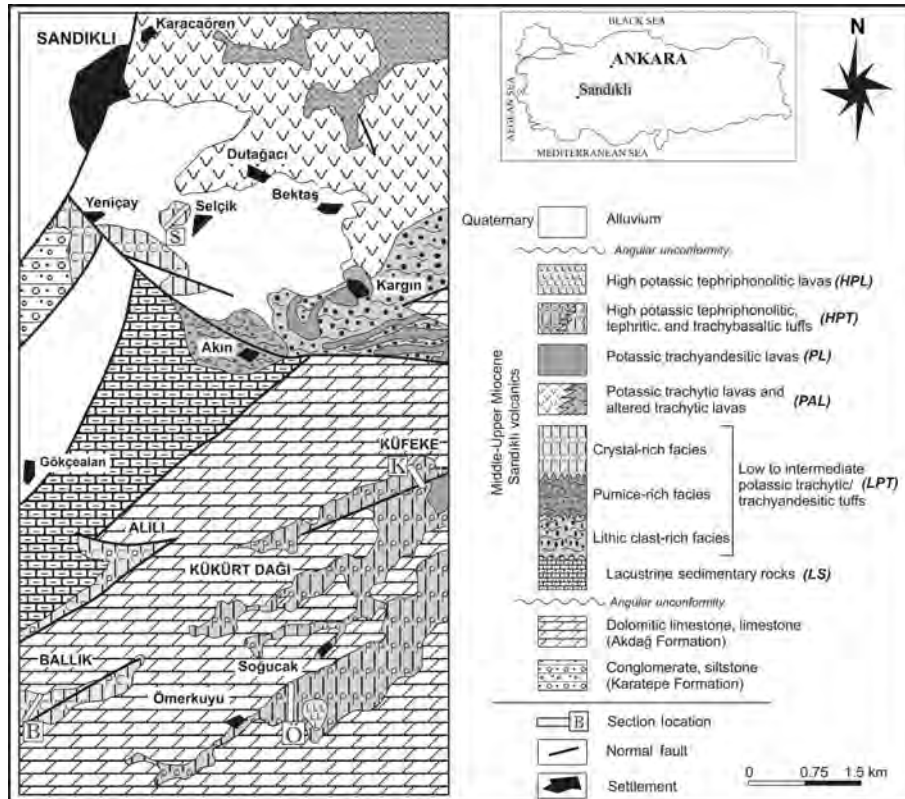 SANDIKLI
Karacaören
Dutağacı
Bektaş
Yeniçay
Selçik
S
Kargın
Akın
Gökçealan
KÜFEKE
K
ALILI
KÜKÜRT DAĞI
Soğucak
BALLIK
Ömerkuyu
B
Ö
BLACK SEA
ANKARA
Sandıklı
AEGEAN SEA
MEDITERRANEAN SEA
N
Quaternary
Alluvium
Angular unconformity
Middle-Upper Miocene
Sandıklı volcanics
High potassic tephriphonolitic lavas (HPL)
High potassic tephriphonolitic,
tephritic, and trachybasaltic tuffs (HPT)
Potassic trachyandesitic lavas (PL)
Potassic trachytic lavas and
altered trachytic lavas (PAL)
Crystal-rich facies
Pumice-rich facies
Lithic clast-rich facies
Low to intermediate
potassic trachytic/
trachyandesitic tuffs (LPT)
Lacustrine sedimentary rocks (LS)
Angular unconformity
Dolomitic limestone, limestone
(Akdağ Formation)
Conglomerate, siltstone
(Karatepe Formation)
B
Section location
Normal fault
Settlement
0 0.75 1.5 km